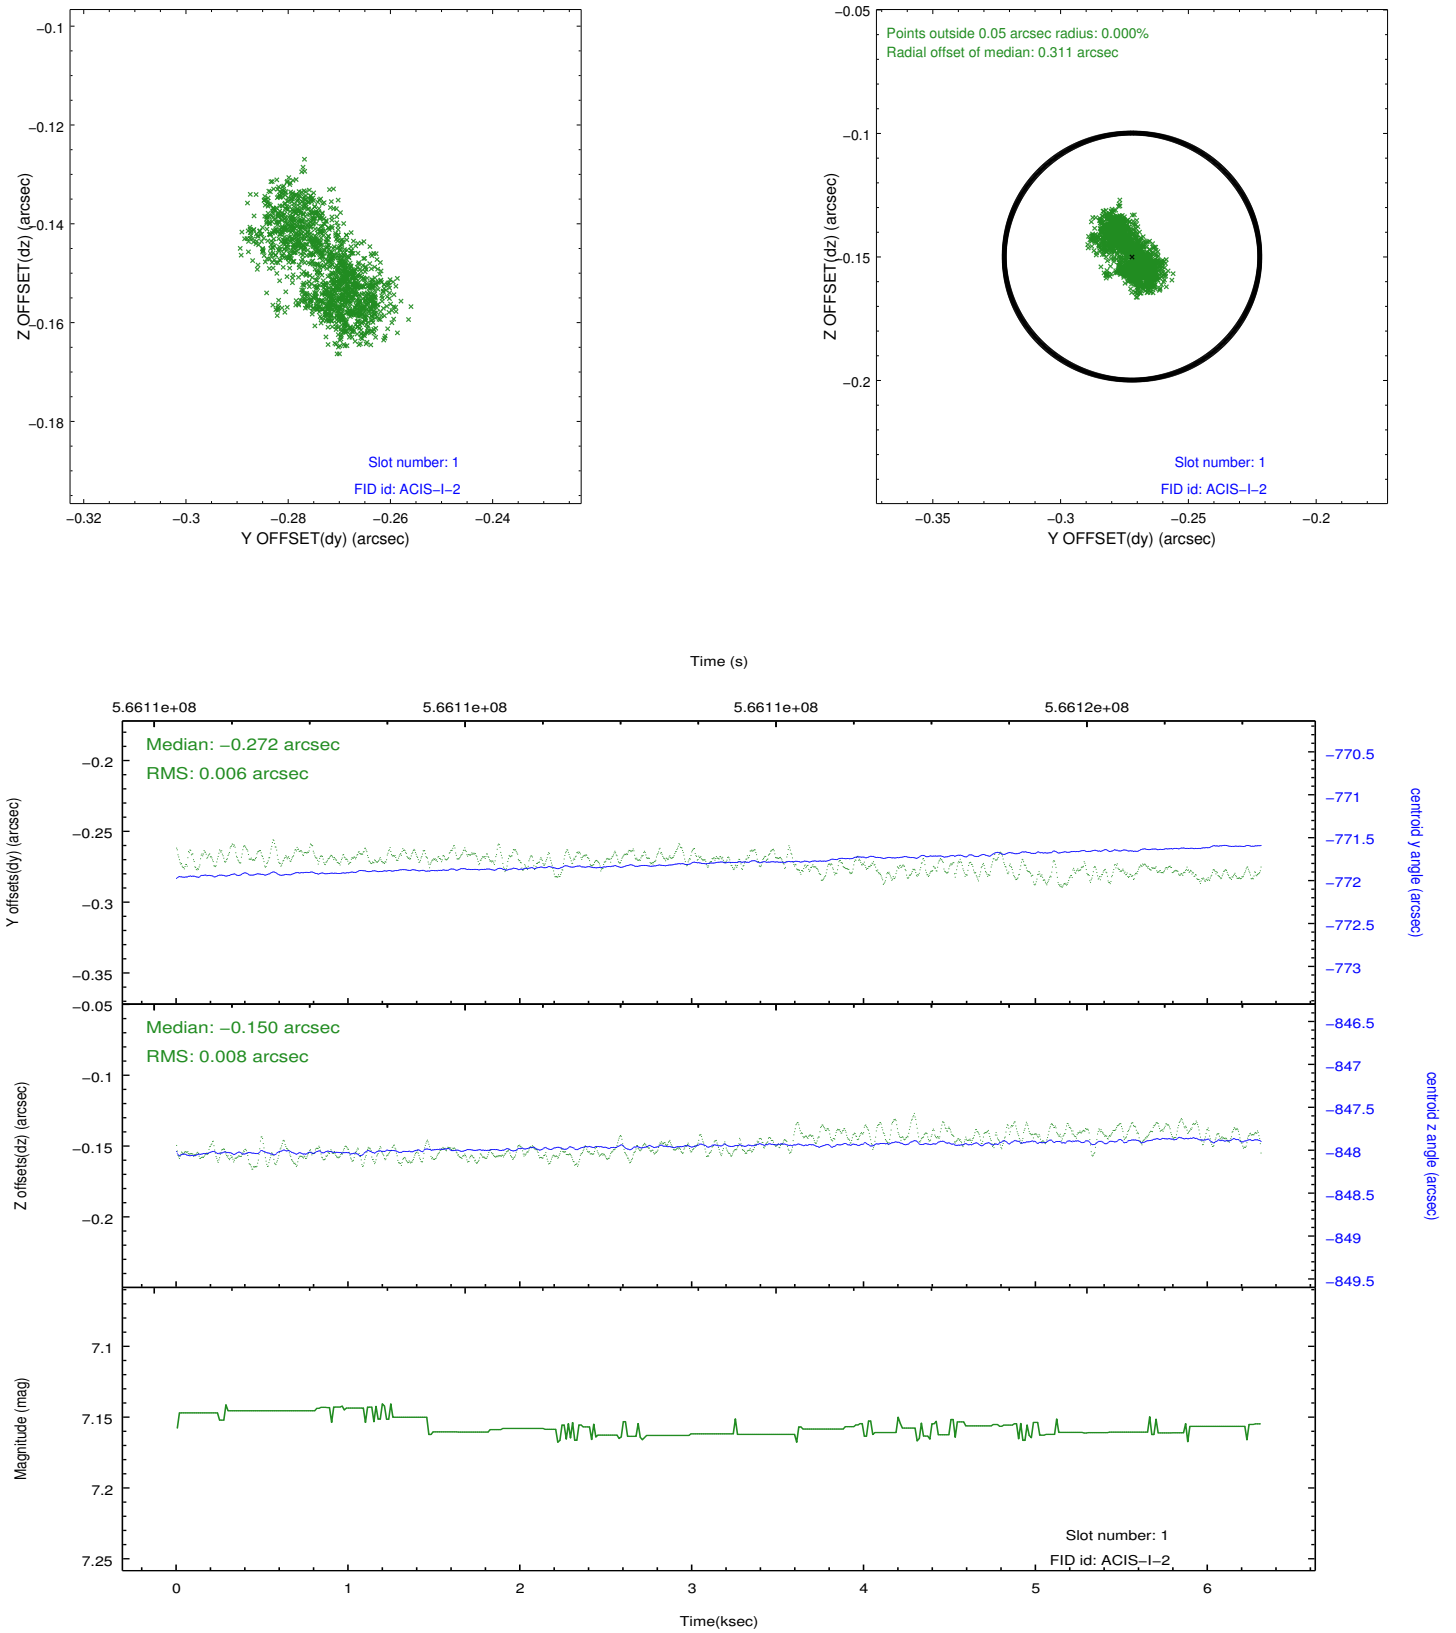 −0.1
−0.12
−0.14
−0.16
−0.18
Z OFFSET(dz) (arcsec)
Slot number: 1
FID id: ACIS−I−2
−0.32
−0.3
−0.28
−0.26
−0.24
Y OFFSET(dy) (arcsec)
−0.05
−0.1
−0.15
−0.2
Z OFFSET(dz) (arcsec)
Points outside 0.05 arcsec radius: 0.000%
Radial offset of median: 0.311 arcsec
Slot number: 1
FID id: ACIS−I−2
−0.35
−0.3
−0.25
−0.2
Y OFFSET(dy) (arcsec)
Time (s)
5.6611e+08
5.6611e+08
5.6611e+08
5.6612e+08
Median: −0.272 arcsec
RMS: 0.006 arcsec
−0.2
−0.25
−0.3
−0.35
Y offsets(dy) (arcsec)
−770.5
−771
−771.5
−772
−772.5
−773
centroid y angle (arcsec)
Median: −0.150 arcsec
RMS: 0.008 arcsec
−0.05
−0.1
−0.15
−0.2
Z offsets(dz) (arcsec)
−846.5
−847
−847.5
−848
−848.5
−849
−849.5
centroid z angle (arcsec)
7.1
7.15
7.2
7.25
Magnitude (mag)
Slot number: 1
FID id: ACIS−I−2
0
1
2
3
4
5
6
Time(ksec)